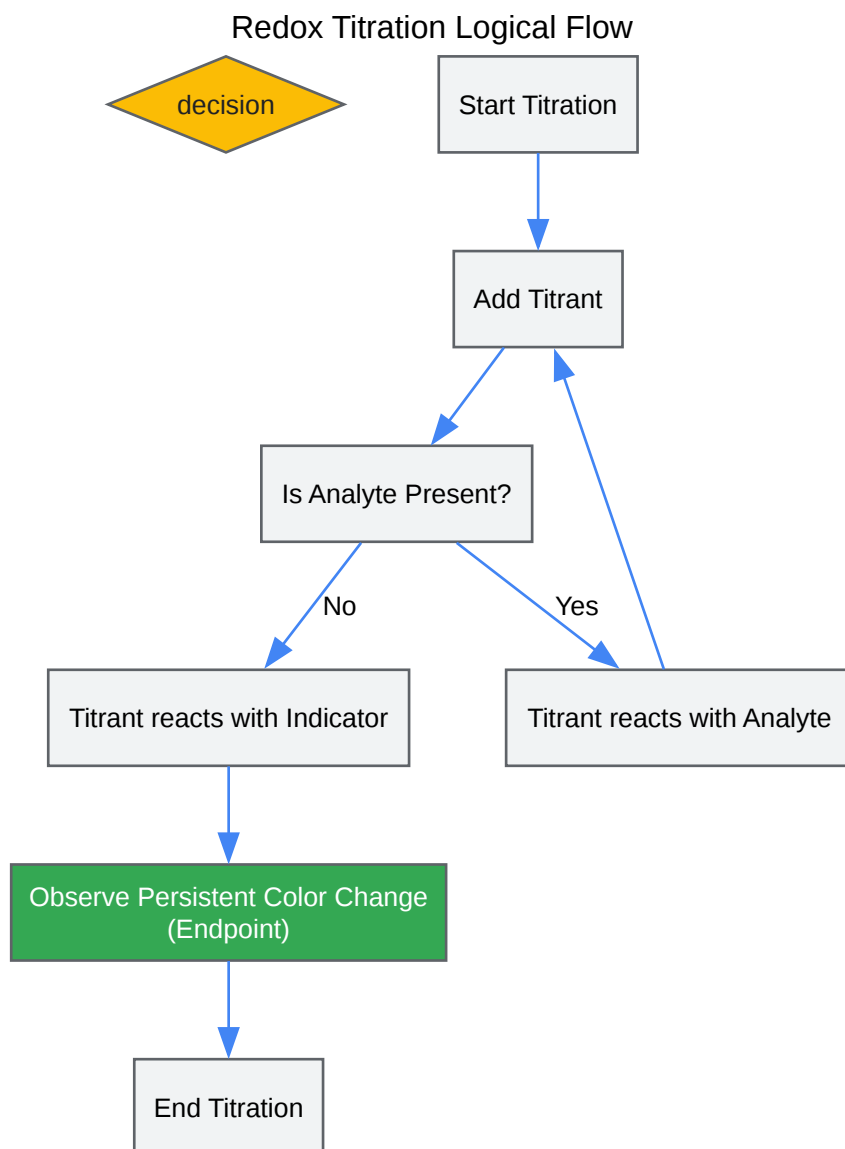 Redox Titration Logical Flow
decision
Start Titration
Add Titrant
Is Analyte Present?
No
Yes
Titrant reacts with Indicator
Titrant reacts with Analyte
Observe Persistent Color Change
(Endpoint)
End Titration